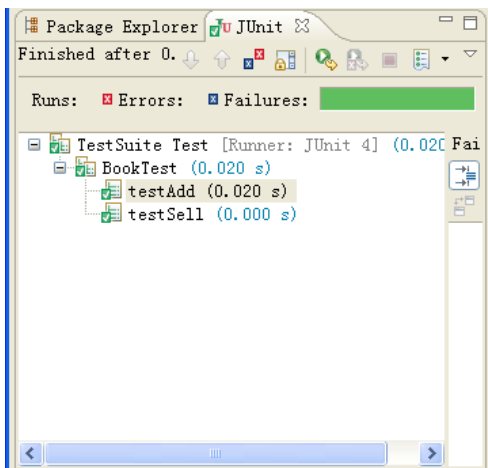 Package Explorer JUnit
Finished after 0.
Runs: Errors: Failures:
TestSuite Test [Runner: JUnit 4] (0.020 Fai
BookTest (0.020 s)
testAdd (0.020 s)
testSell (0.000 s)